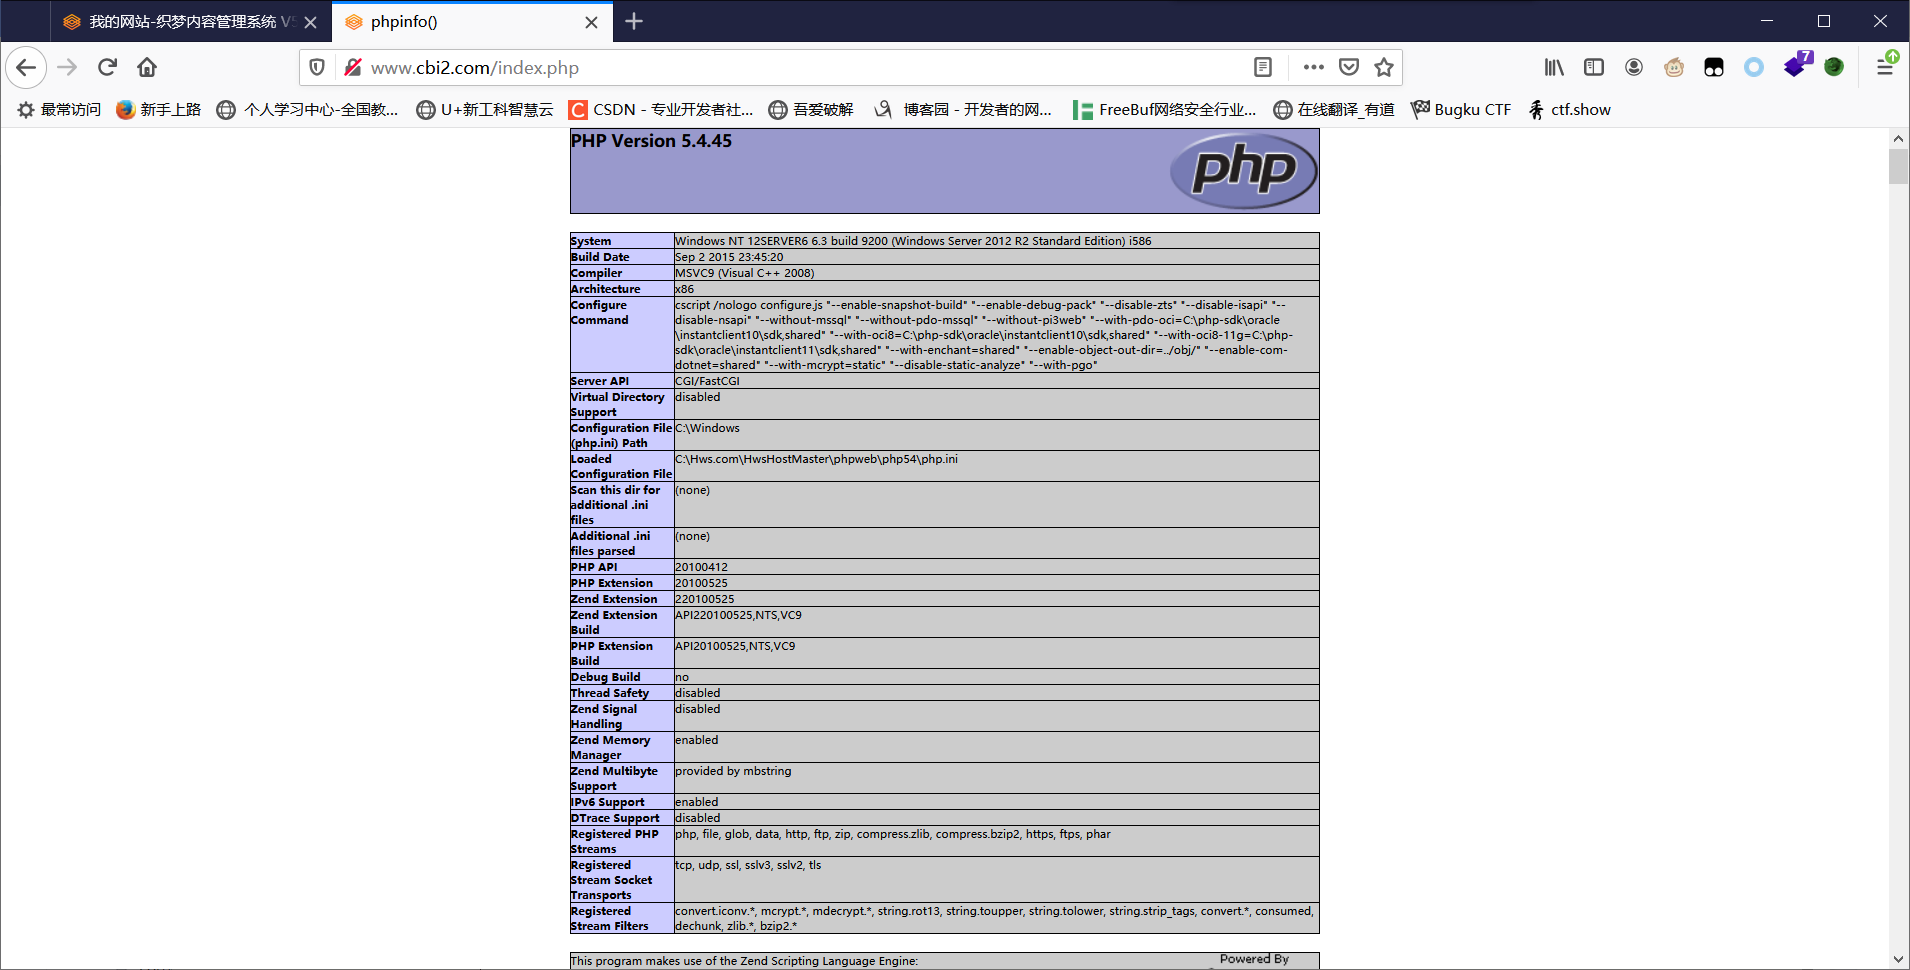 我的网站-织梦内容管理系统 V5
phpinfo()
www.cbi2.com/index.php
7
最常访问
新手上路
个人学习中心-全国教...
U+新工科智慧云
CSDN - 专业开发者社...
吾爱破解
博客园 - 开发者的网...
FreeBuf网络安全行业...
在线翻译_有道
Bugku CTF
ctf.show
PHP Version 5.4.45
php
System Windows NT 12SERVER6 6.3 build 9200 (Windows Server 2012 R2 Standard Edition) i586
Build Date Sep 2 2015 23:45:20
Compiler MSVC9 (Visual C++ 2008)
Architecture x86
Configure cscript /nologo configure.js "--enable-snapshot-build" "--enable-debug-pack" "--disable-zts" "--disable-isapi" "--
Command disable-nsapi" "--without-mssql" "--without-pdo-mssql" "--without-pi3web" "--with-pdo-oci=C:\php-sdk\oracle
\instantclient10\sdk,shared" "--with-oci8=C:\php-sdk\oracle\instantclient10\sdk,shared" "--with-oci8-11g=C:\php-
sdk\oracle\instantclient11\sdk,shared" "--with-enchant=shared" "--enable-object-out-dir=../obj/" "--enable-com-
dotnet=shared" "--with-mcrypt=static" "--disable-static-analyze" "--with-pgo"
Server API CGI/FastCGI
Virtual Directory disabled
Support
Configuration File C:\Windows
(php.ini) Path
Loaded C:\Hws.com\HwsHostMaster\phpweb\php54\php.ini
Configuration File
Scan this dir for (none)
additional .ini
files
Additional .ini (none)
files parsed
PHP API 20100412
PHP Extension 20100525
Zend Extension 220100525
Zend Extension API220100525,NTS,VC9
Build
PHP Extension API20100525,NTS,VC9
Build
Debug Build no
Thread Safety disabled
Zend Signal disabled
Handling
Zend Memory enabled
Manager
Zend Multibyte provided by mbstring
Support
IPv6 Support enabled
DTrace Support disabled
Registered PHP php, file, glob, data, http, ftp, zip, compress.zlib, compress.bzip2, https, ftps, phar
Streams
Registered tcp, udp, ssl, sslv3, sslv2, tls
Stream Socket
Transports
Registered convert.iconv.*, mcrypt.*, mdecrypt.*, string.rot13, string.toupper, string.tolower, string.strip_tags, convert.*, consumed,
Stream Filters dechunk, zlib.*, bzip2.*
This program makes use of the Zend Scripting Language Engine:
Powered By